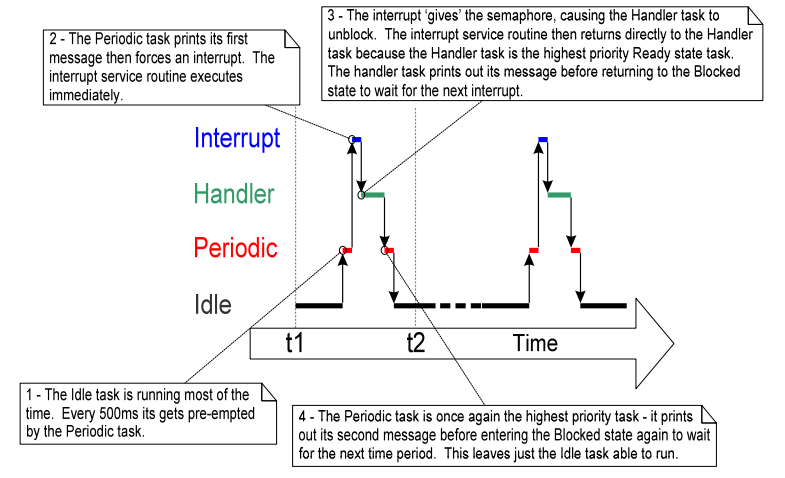 2 - The Periodic task prints its first
message then forces an interrupt. The
interrupt service routine executes
immediately.
3 - The interrupt ‘gives’ the semaphore, causing the Handler task to
unblock. The interrupt service routine then returns directly to the Handler
task because the Handler task is the highest priority Ready state task.
The handler task prints out its message before returning to the Blocked
state to wait for the next interrupt.
Interrupt
Handler
Periodic
Idle
t1
t2
Time
1 - The Idle task is running most of the
time. Every 500ms its gets pre-empted
by the Periodic task.
4 - The Periodic task is once again the highest priority task - it prints
out its second message before entering the Blocked state again to wait
for the next time period. This leaves just the Idle task able to run.